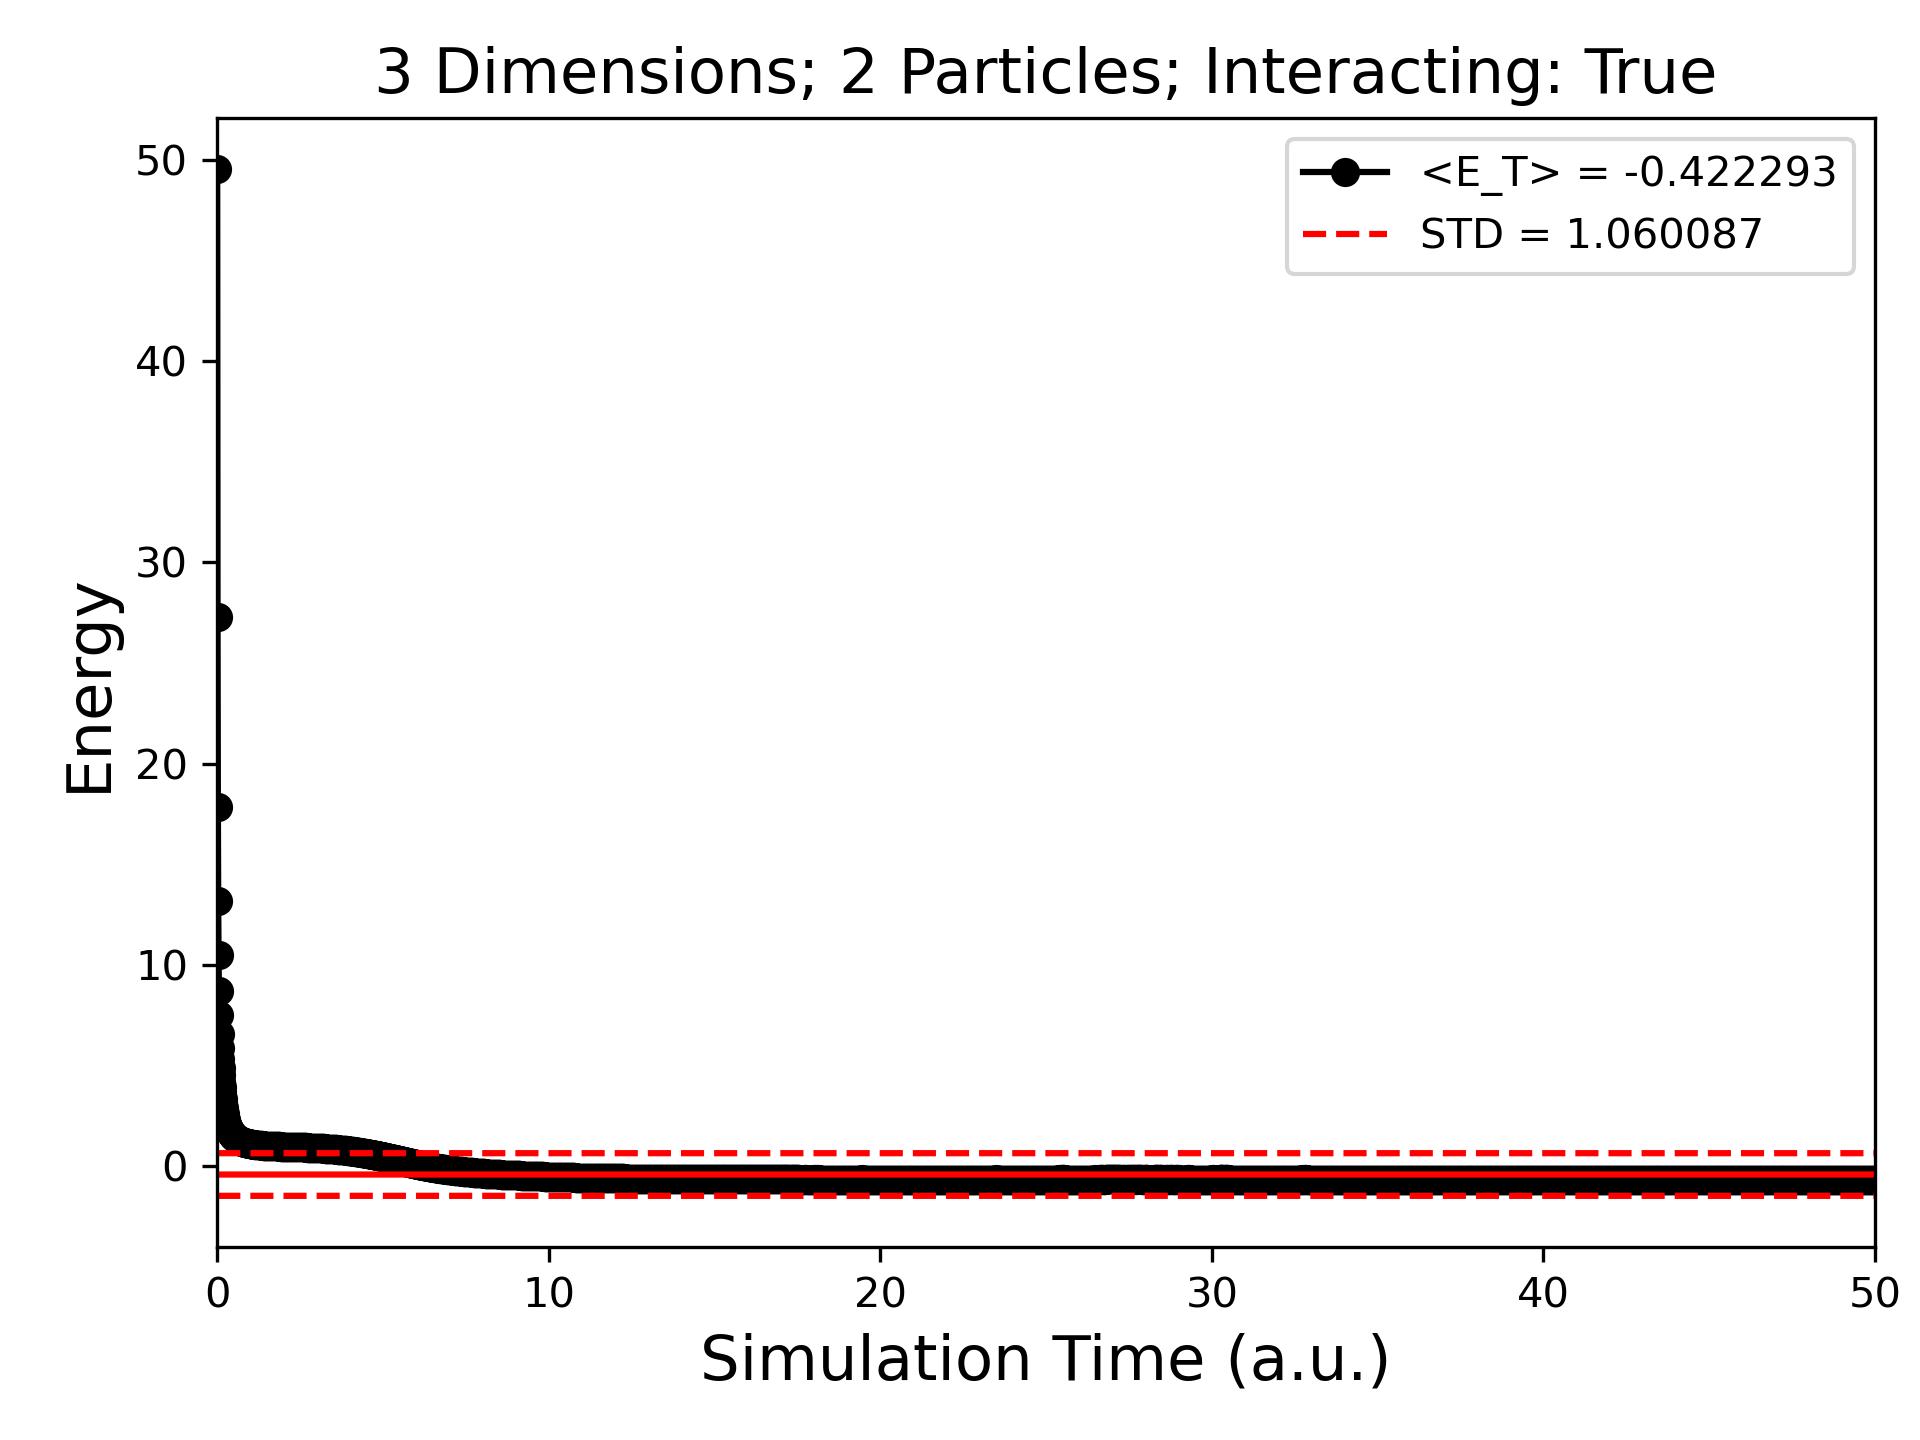 3 Dimensions; 2 Particles; Interacting: True
<E_T> = -0.422293
STD = 1.060087
50
40
30
20
10
0
Energy
0 10 20 30 40 50
Simulation Time (a.u.)